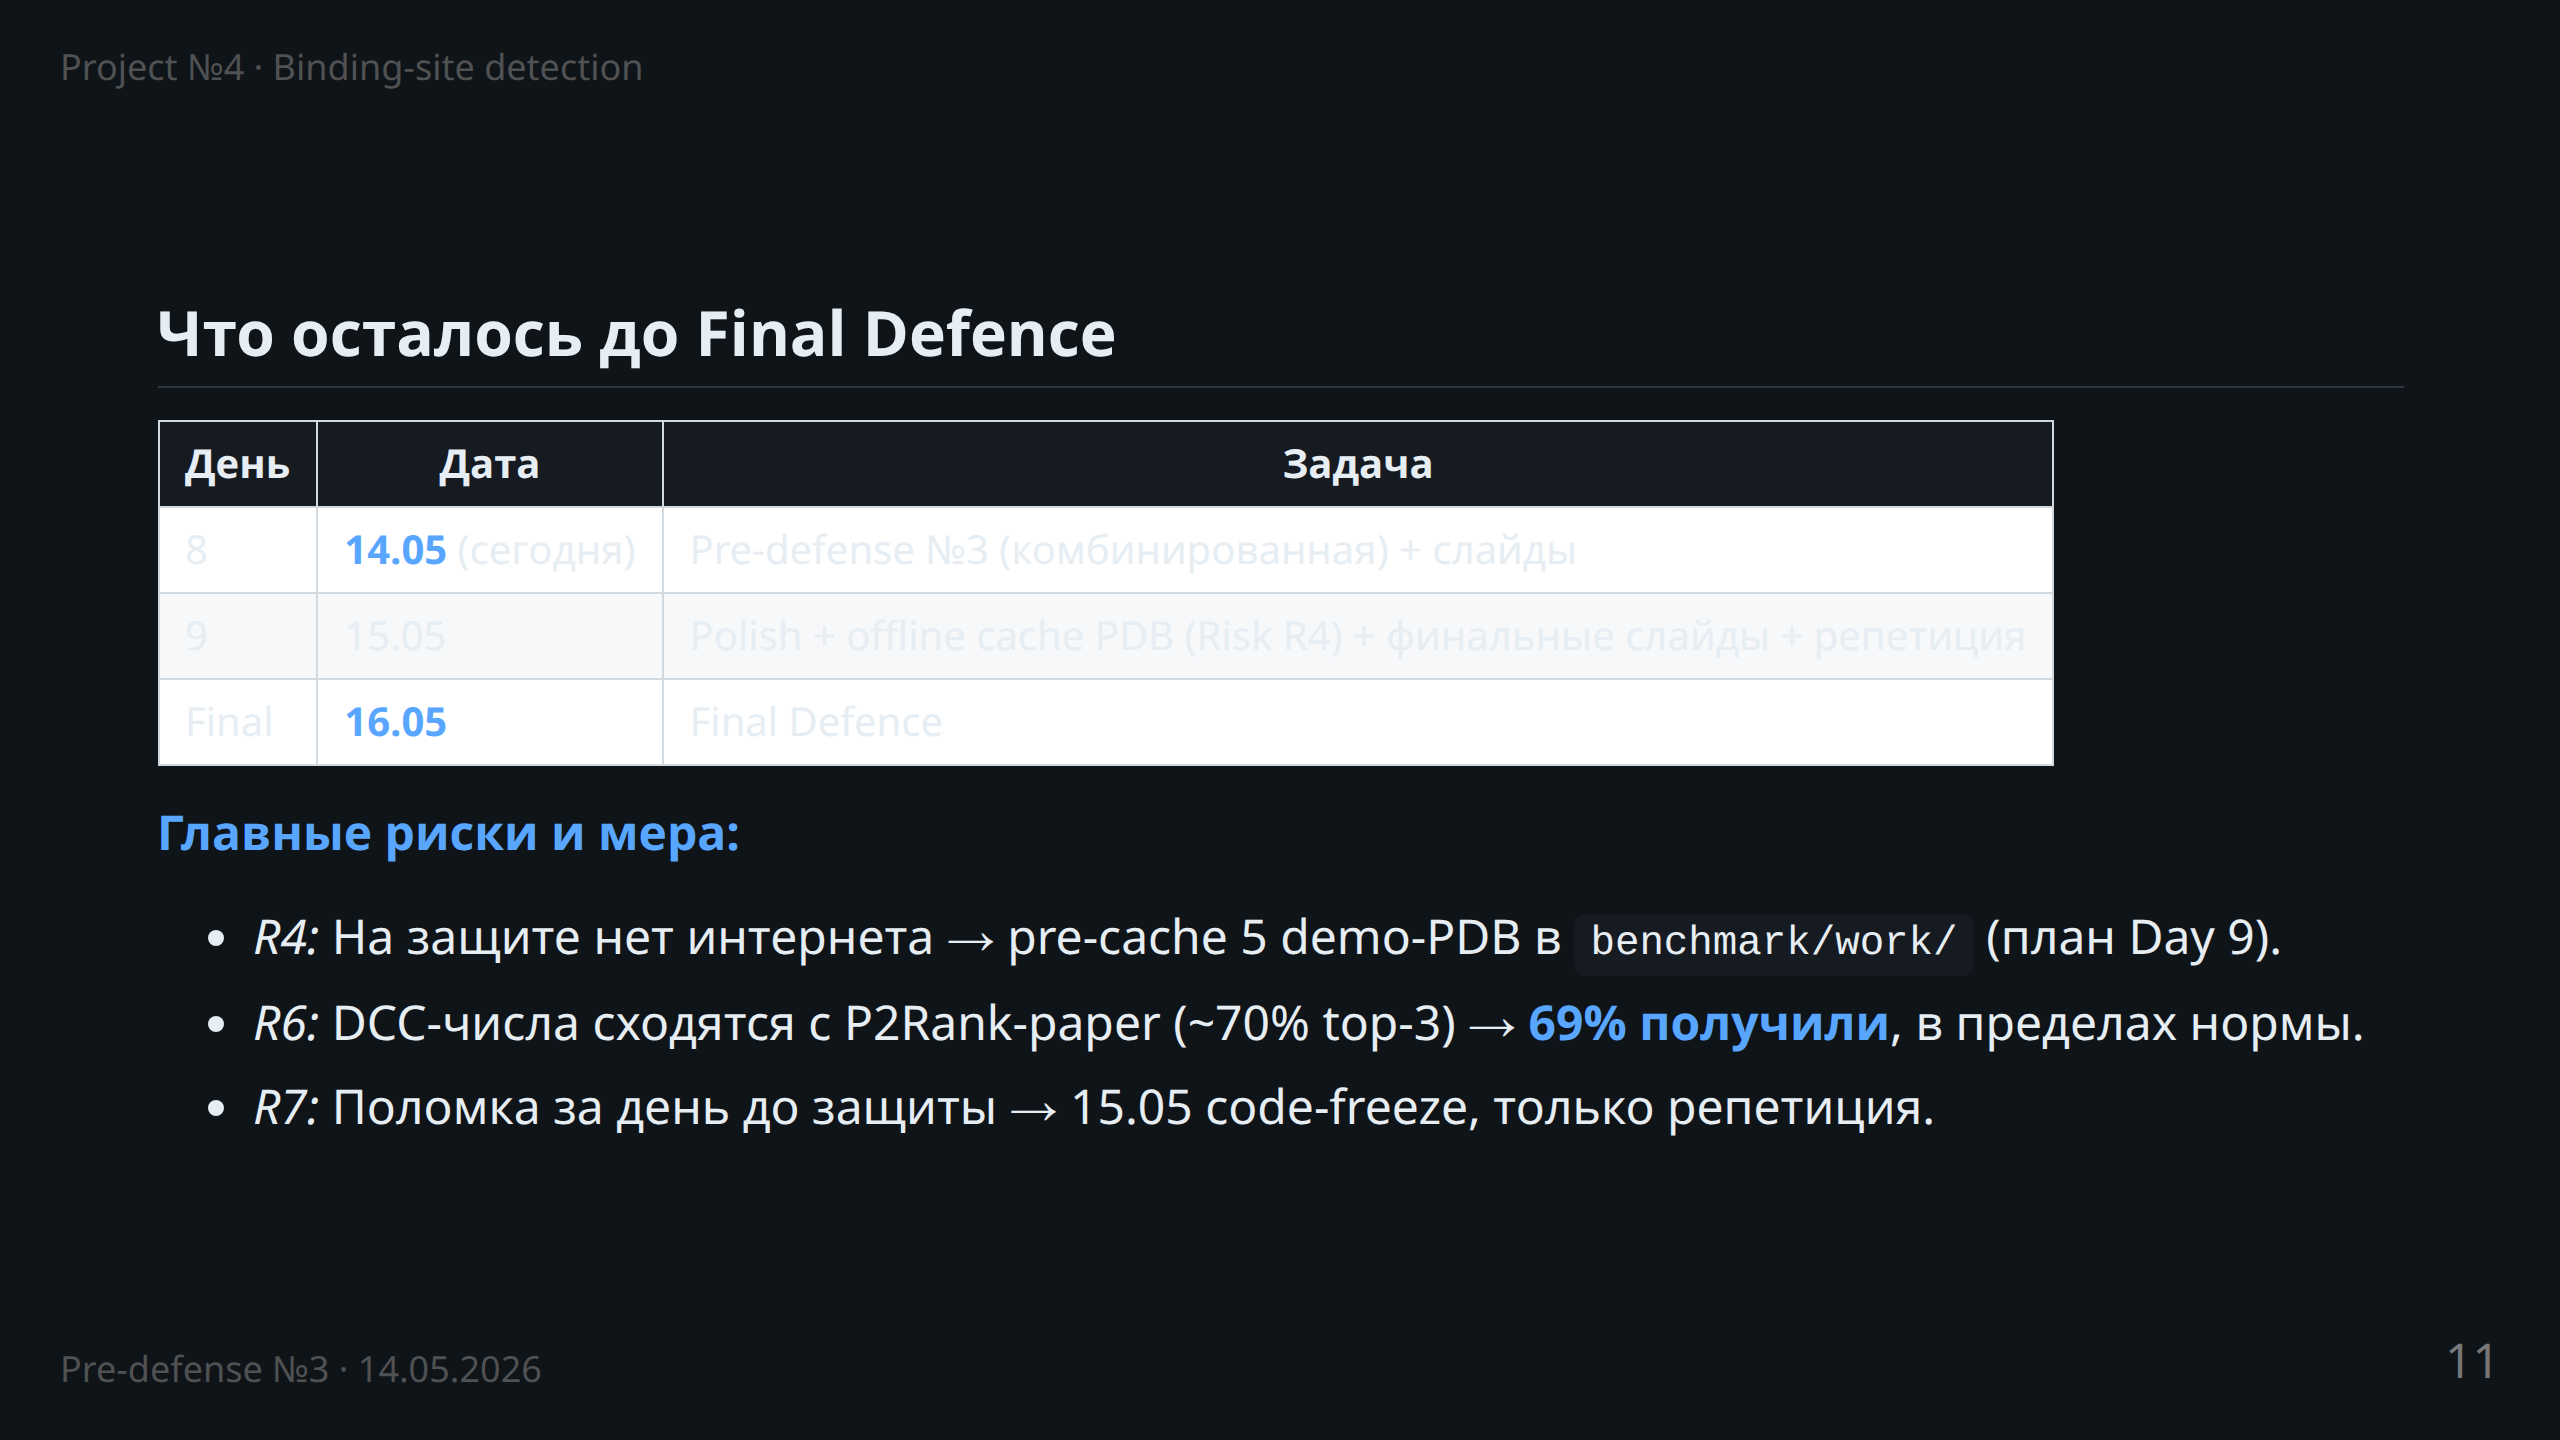 Project №4 · Binding-site detection
Что осталось до Final Defence
День Дата Задача
8 14.05 (сегодня) Pre-defense №3 (комбинированная) + слайды
9 15.05 Polish + offline cache PDB (Risk R4) + финальные слайды + репетиция
Final 16.05 Final Defence
Главные риски и мера:
• R4: На защите нет интернета → pre-cache 5 demo-PDB в benchmark/work/ (план Day 9).
• R6: DCC-числа сходятся с P2Rank-paper (~70% top-3) → 69% получили, в пределах нормы.
• R7: Поломка за день до защиты → 15.05 code-freeze, только репетиция.
Pre-defense №3 · 14.05.2026
11